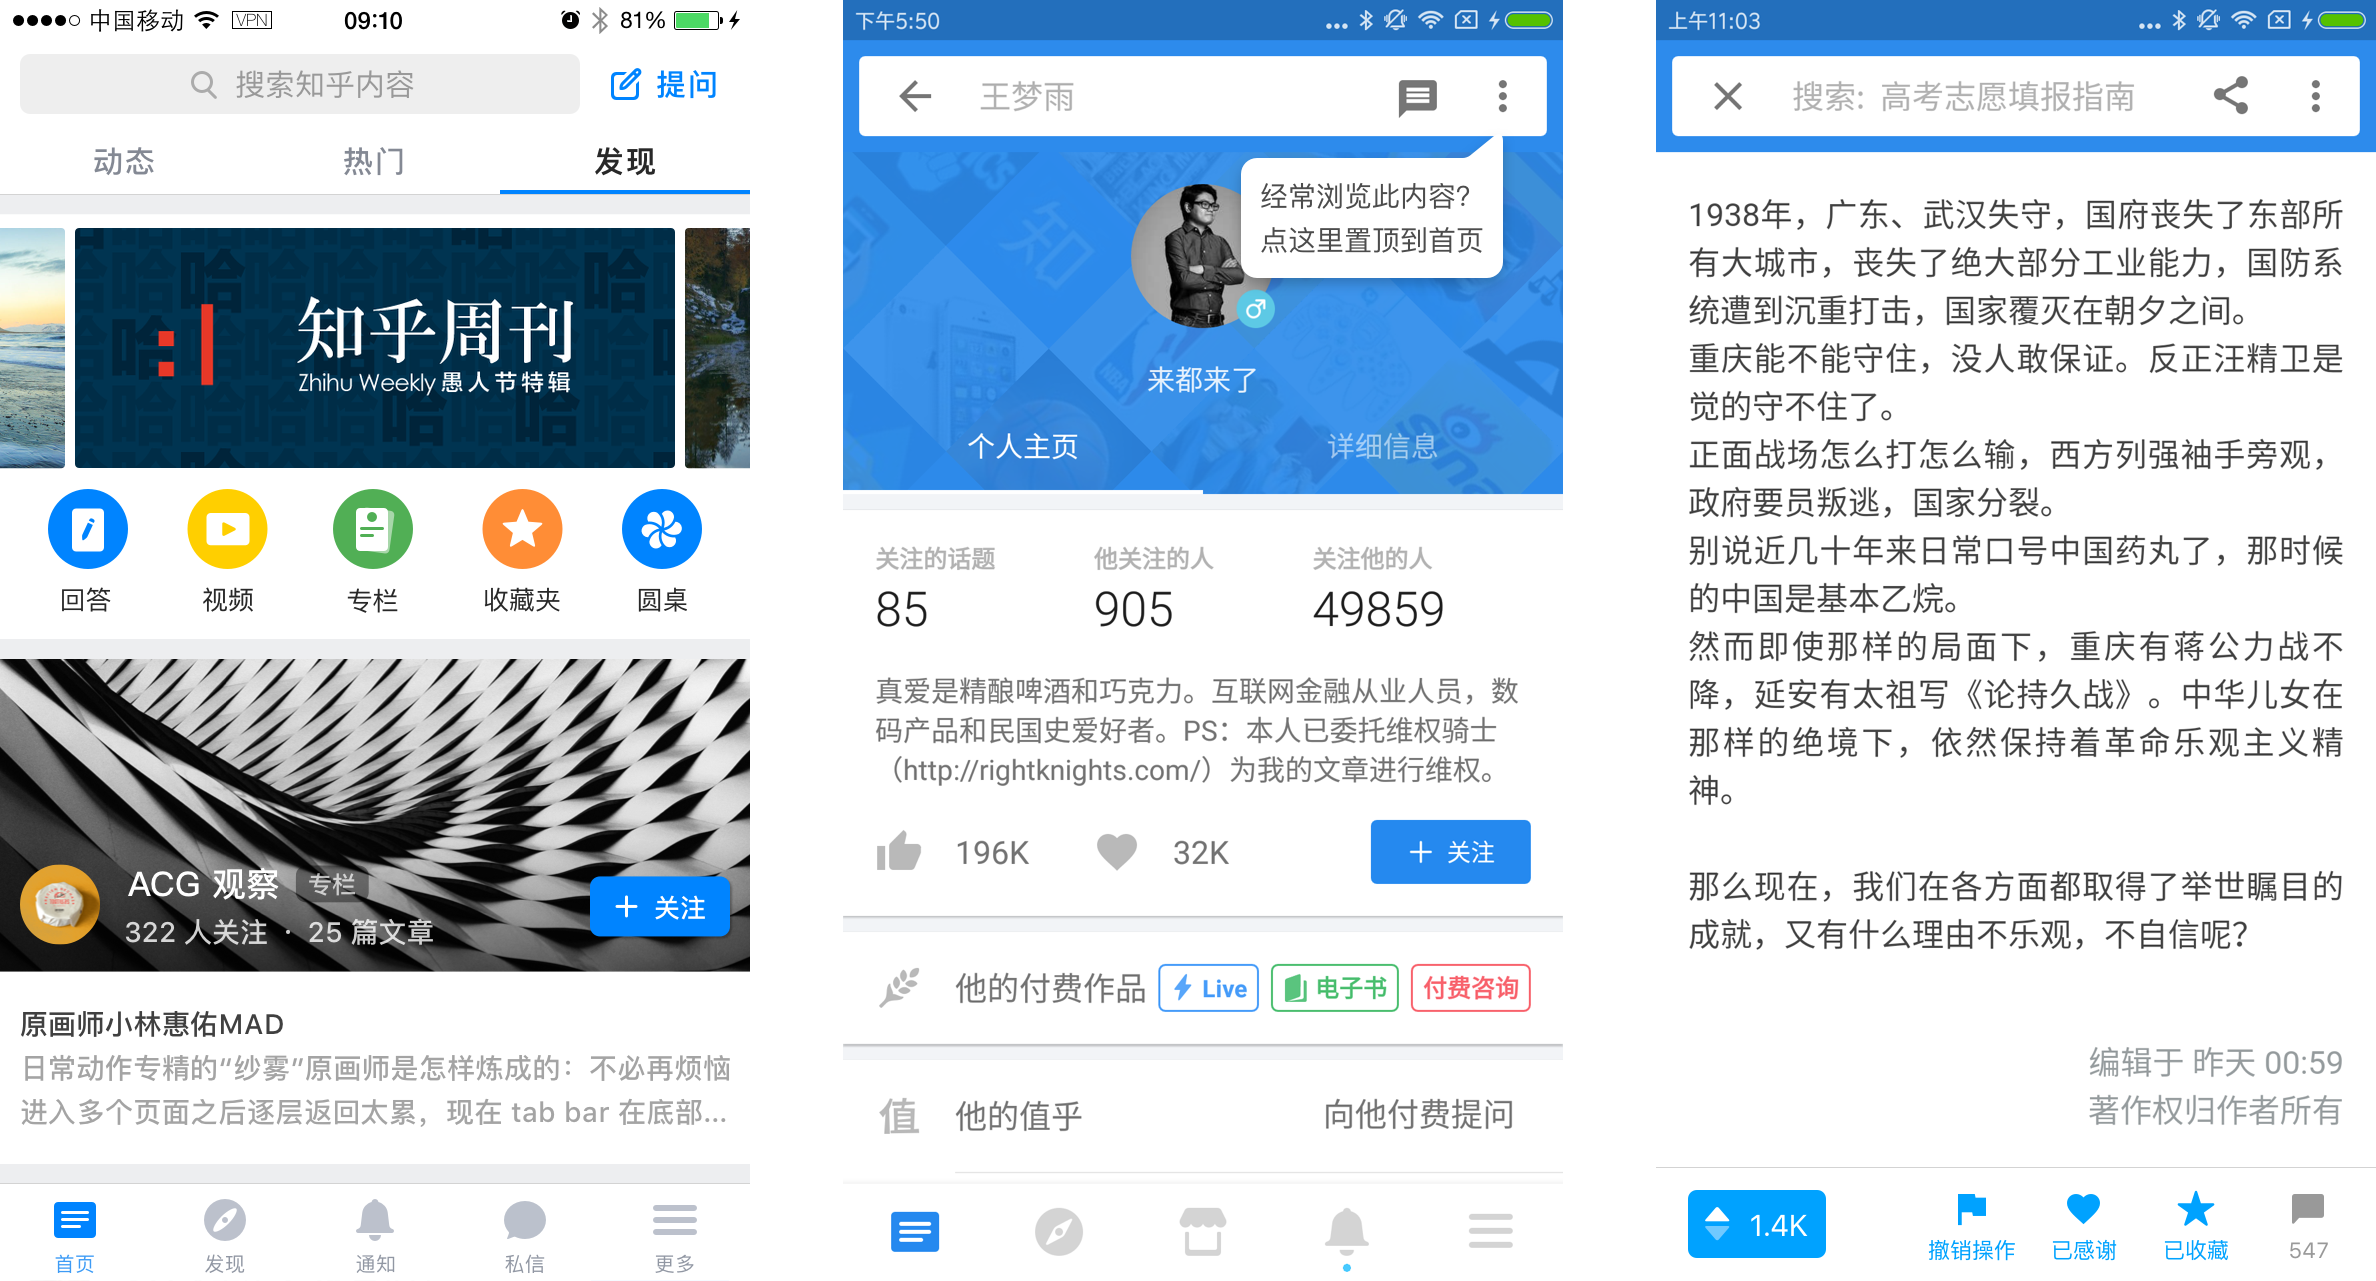 中国移动 VPN 09:10 81%
搜索知乎内容 提问
动态 热门 发现
知乎周刊
Zhihu Weekly 愚人节特辑
回答 视频 专栏 收藏夹 圆桌
ACG 观察 专栏
322 人关注 · 25 篇文章
+ 关注
原画师小林惠佑MAD
日常动作专精的“纱雾”原画师是怎样炼成的：不必再烦恼
进入多个页面之后逐层返回太累，现在 tab bar 在底部...
首页 发现 通知 私信 更多
下午5:50
王梦雨
经常浏览此内容?
点这里置顶到首页
来都来了
个人主页 详细信息
关注的话题 他关注的人 关注他的人
85 905 49859
真爱是精酿啤酒和巧克力。互联网金融从业人员，数
码产品和民国史爱好者。PS：本人已委托维权骑士
（http://rightknights.com/）为我的文章进行维权。
196K 32K + 关注
他的付费作品 Live 电子书 付费咨询
值 他的值乎 向他付费提问
上午11:03
搜索: 高考志愿填报指南
1938年，广东、武汉失守，国府丧失了东部所
有大城市，丧失了绝大部分工业能力，国防系
统遭到沉重打击，国家覆灭在朝夕之间。
重庆能不能守住，没人敢保证。反正汪精卫是
觉的守不住了。
正面战场怎么打怎么输，西方列强袖手旁观，
政府要员叛逃，国家分裂。
别说近几十年来日常口号中国药丸了，那时候
的中国是基本乙烷。
然而即使那样的局面下，重庆有蒋公力战不
降，延安有太祖写《论持久战》。中华儿女在
那样的绝境下，依然保持着革命乐观主义精
神。
那么现在，我们在各方面都取得了举世瞩目的
成就，又有什么理由不乐观，不自信呢？
编辑于 昨天 00:59
著作权归作者所有
1.4K 撤销操作 已感谢 已收藏 547